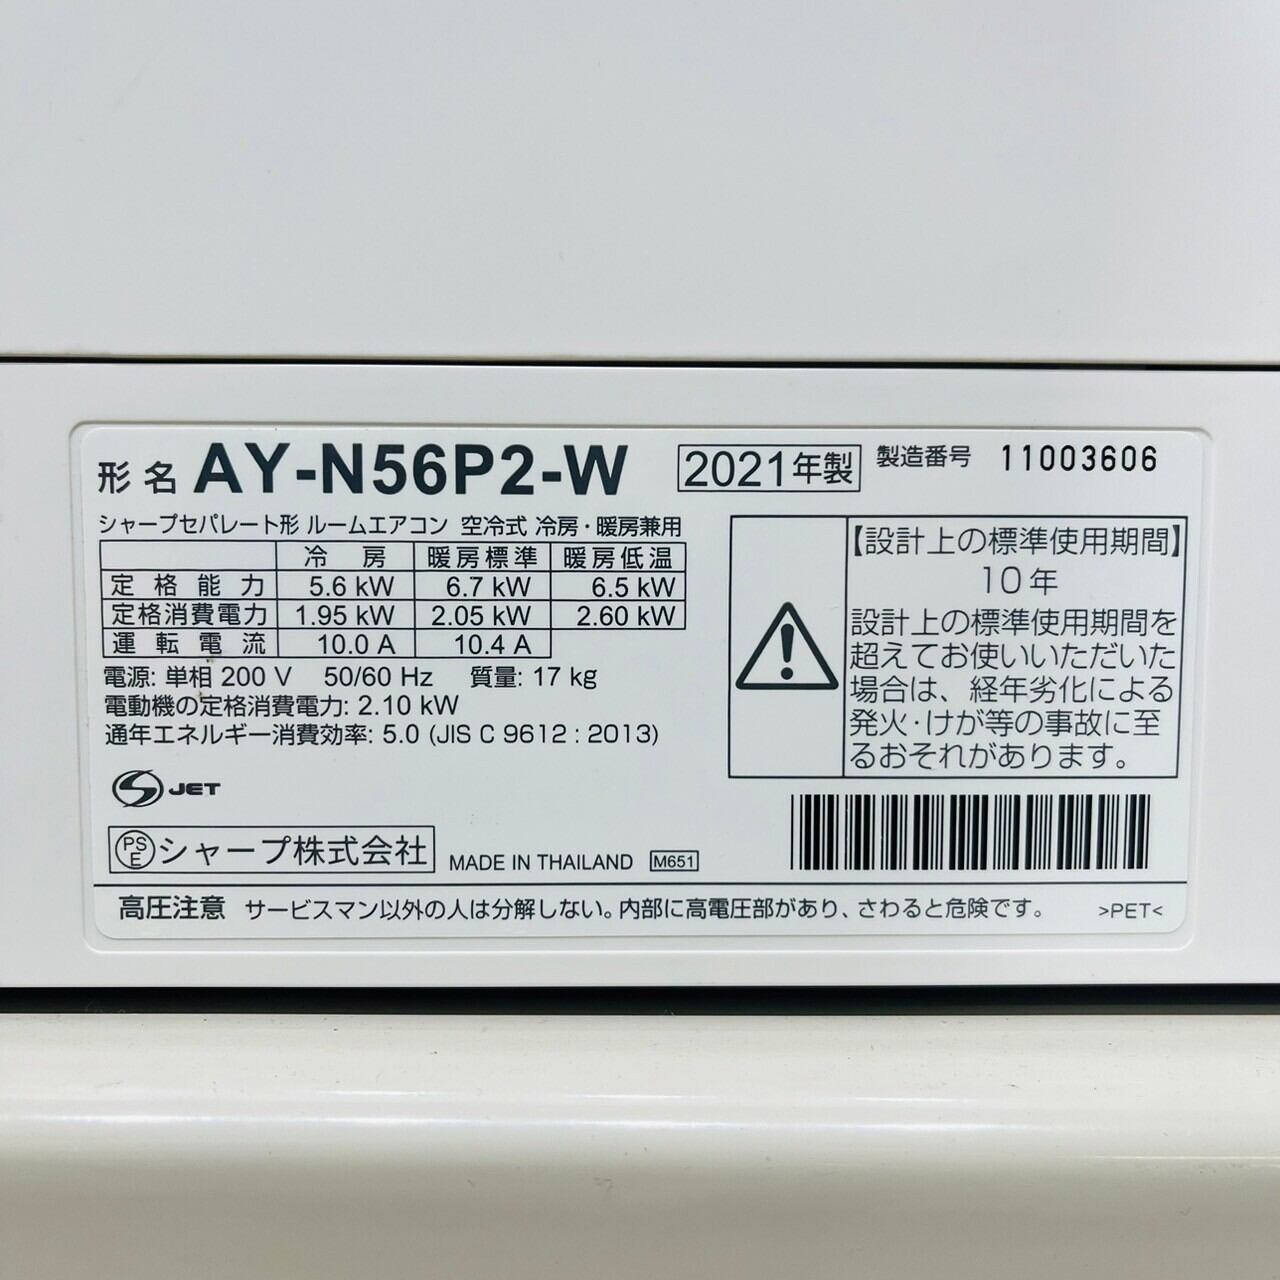 形名 AY-N56P2-W 2021年製 製造番号 11003606
シャープセパレート形 ルームエアコン 空冷式 冷房・暖房兼用
冷房 暖房標準 暖房低温
定格能力 5.6 kW 6.7 kW 6.5 kW
定格消費電力 1.95 kW 2.05 kW 2.60 kW
運転電流 10.0 A 10.4 A
電源: 単相 200 V 50/60 Hz 質量: 17 kg
電動機の定格消費電力: 2.10 kW
通年エネルギー消費効率: 5.0 (JIS C 9612 : 2013)
【設計上の標準使用期間】
10年
設計上の標準使用期間を
超えてお使いいただいた
場合は、経年劣化による
発火・けが等の事故に至
るおそれがあります。
S JET
PSE シャープ株式会社 MADE IN THAILAND M651
高圧注意 サービスマン以外の人は分解しない。内部に高電圧部があり、さわると危険です。 >PET<